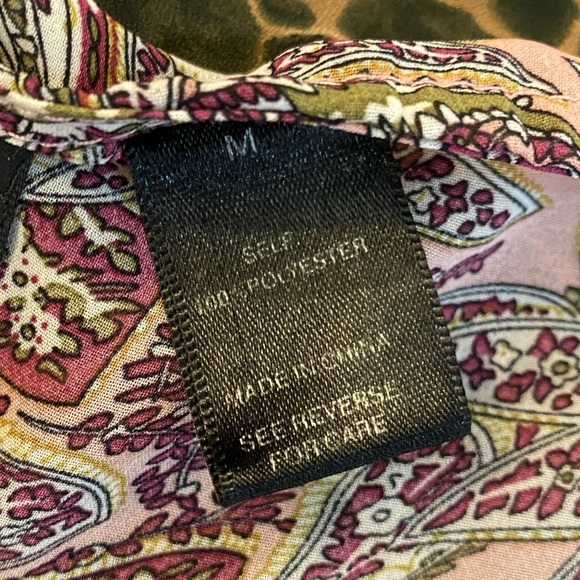 M
SELF
100% POLYESTER
MADE IN CHINA
SEE REVERSE
FOR CARE